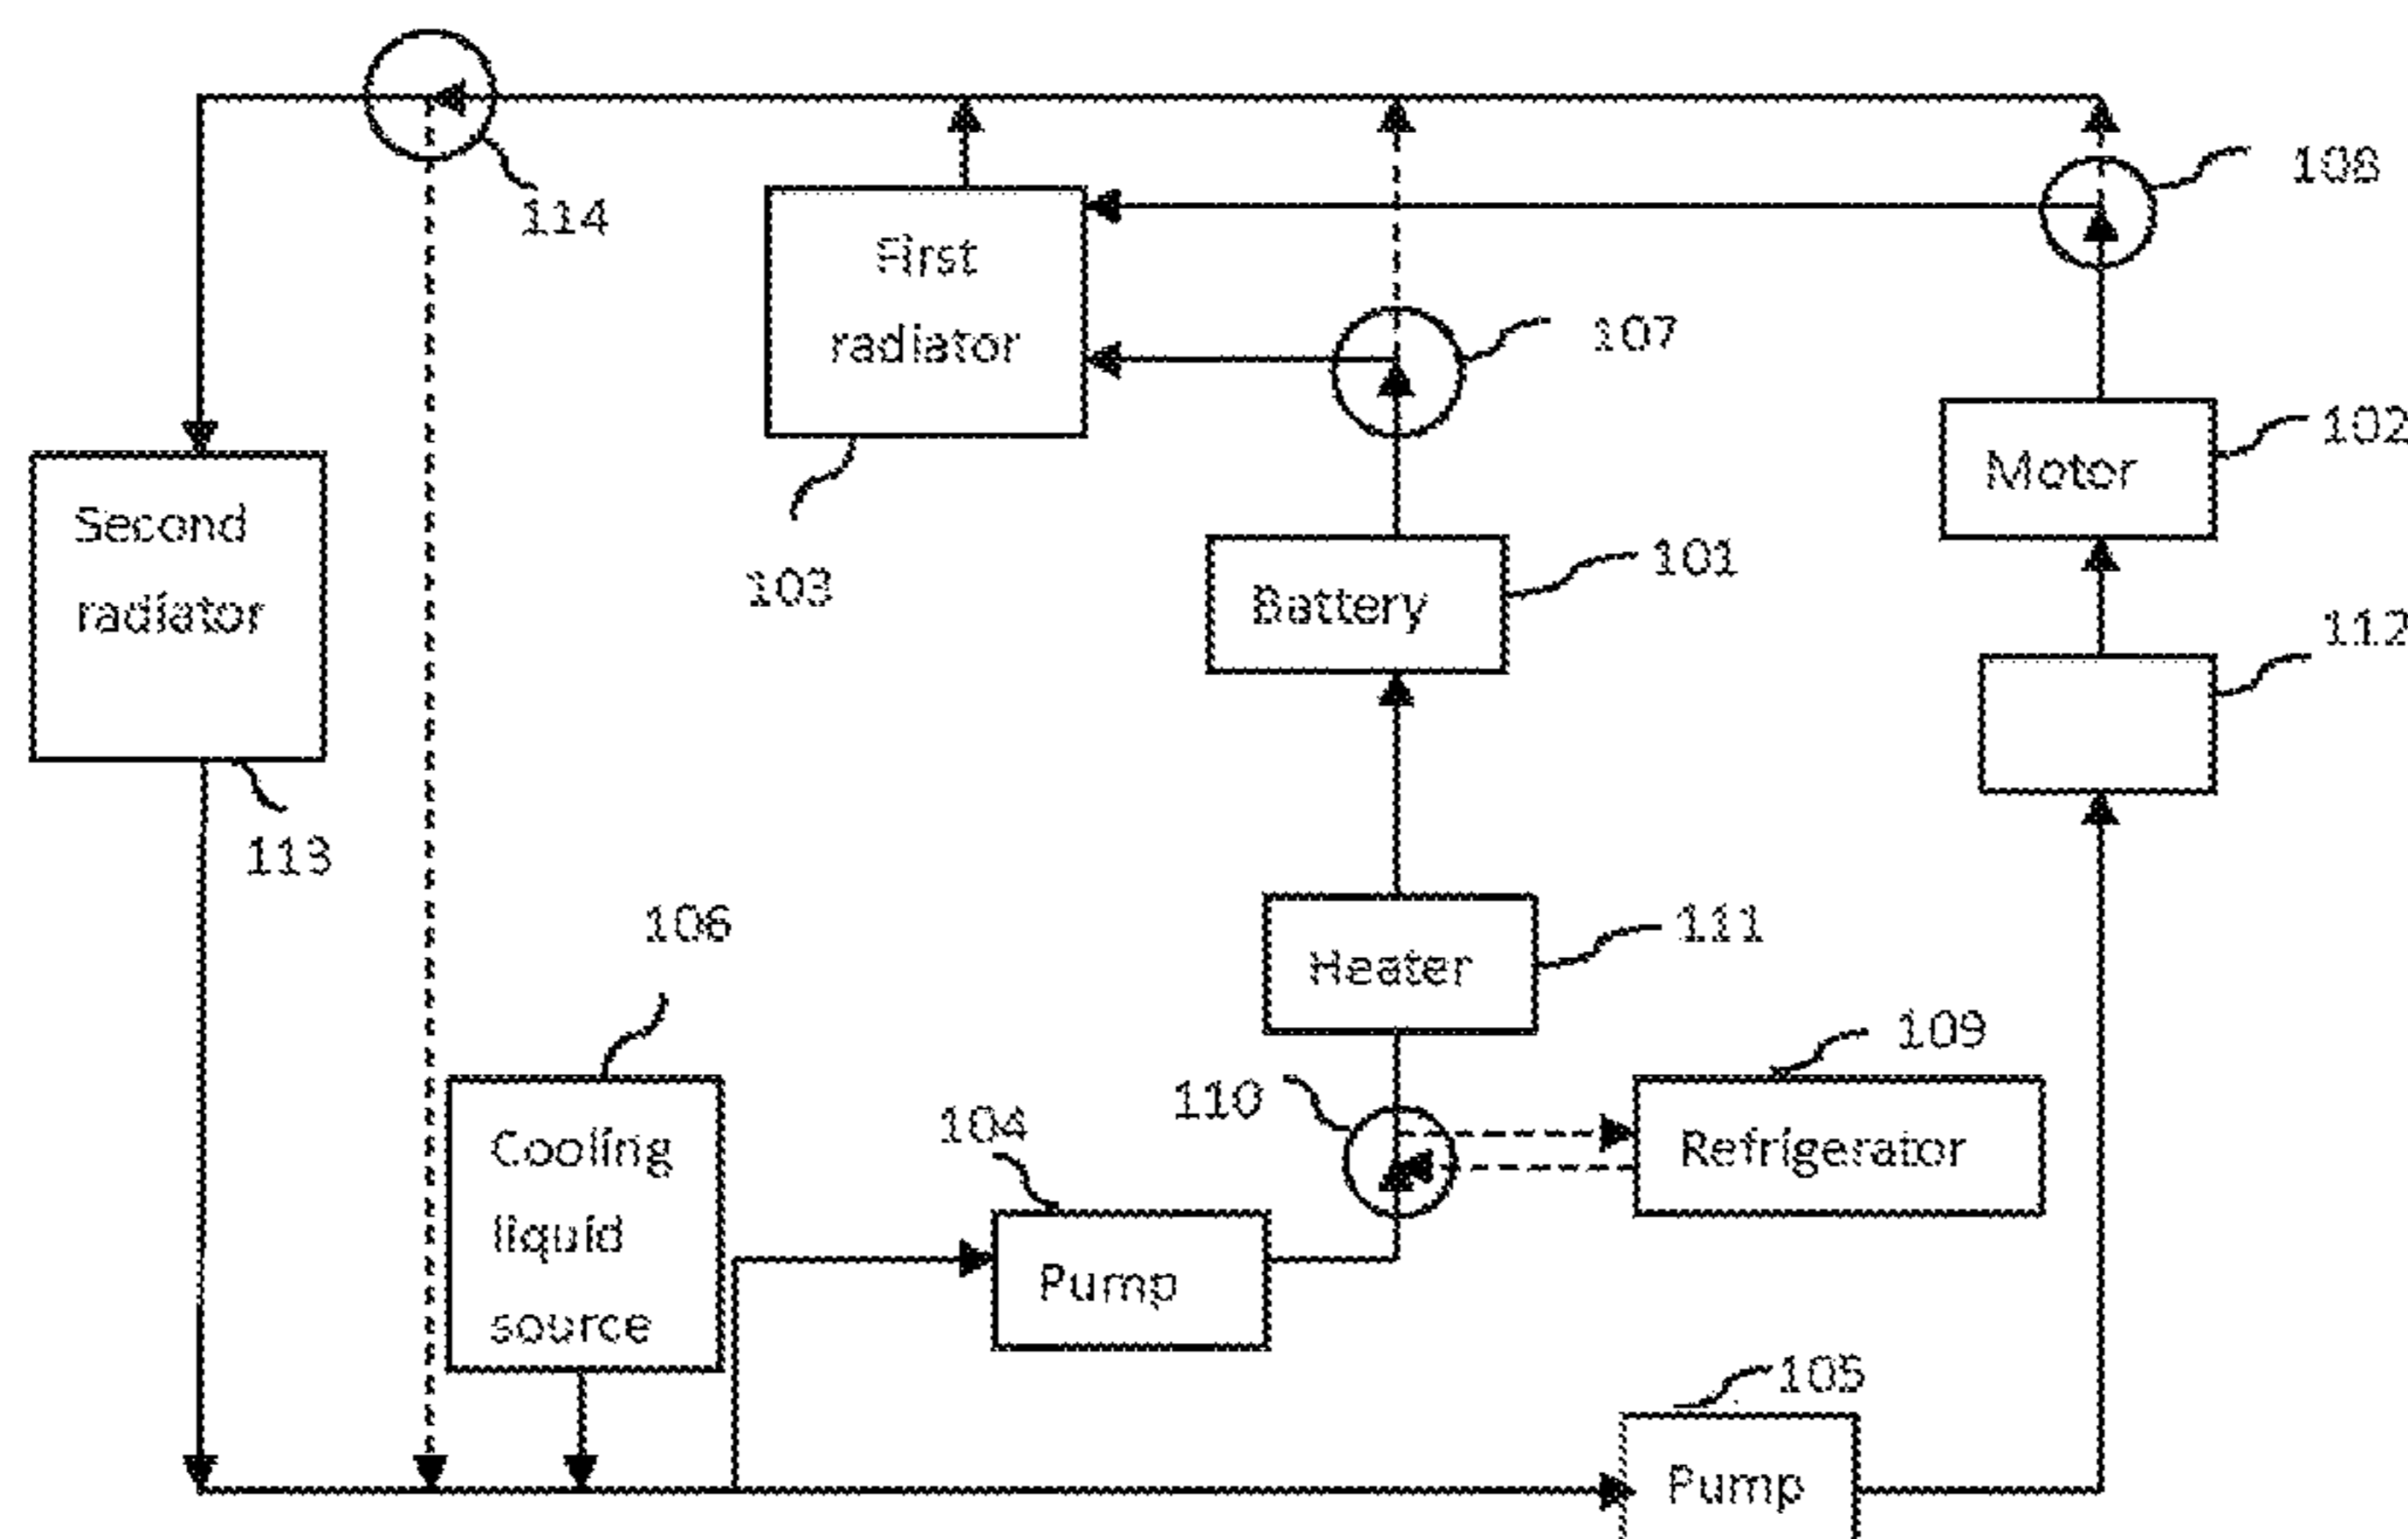 114
108
First
radiator
107
102
Motor
Second
radiator
103
101
Battery
112
113
106
111
Heater
109
110
104
Refrigerator
Cooling
liquid
source
Pump
105
Pump